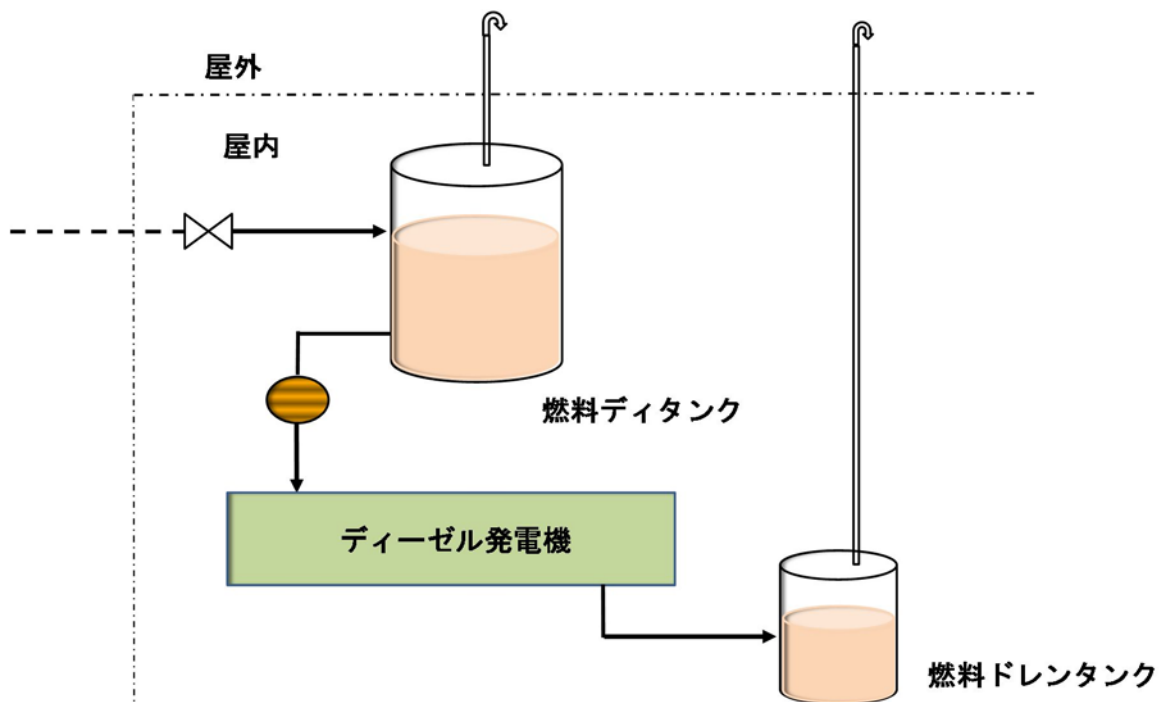 屋外
屋内
燃料ディタンク
ディーゼル発電機
燃料ドレンタンク